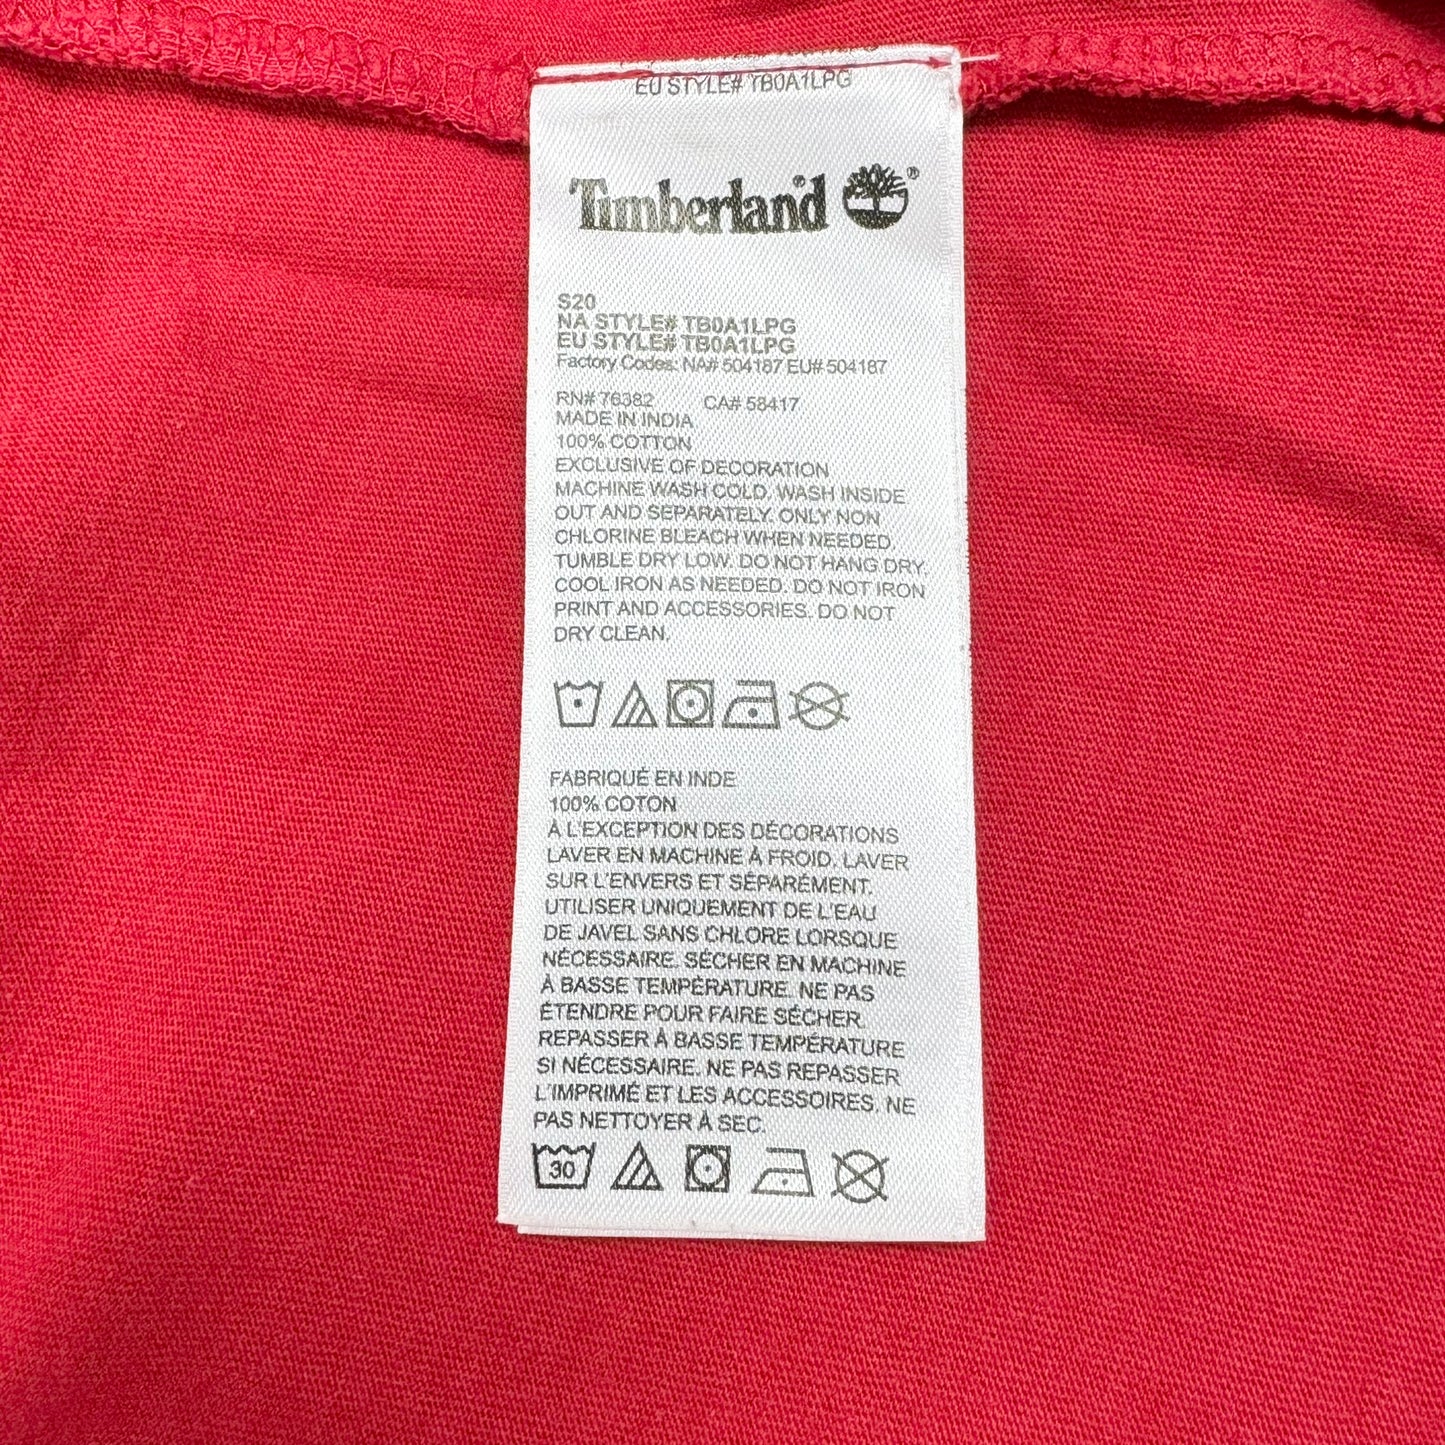 EU STYLE# TB0A1LPG
Timberland ®
S20
NA STYLE# TB0A1LPG
EU STYLE# TB0A1LPG
Factory Codes: NA# 504187 EU# 504187
RN# 76382 CA# 58417
MADE IN INDIA
100% COTTON
EXCLUSIVE OF DECORATION
MACHINE WASH COLD. WASH INSIDE
OUT AND SEPARATELY. ONLY NON
CHLORINE BLEACH WHEN NEEDED.
TUMBLE DRY LOW. DO NOT HANG DRY.
COOL IRON AS NEEDED. DO NOT IRON
PRINT AND ACCESSORIES. DO NOT
DRY CLEAN.
FABRIQUÉ EN INDE
100% COTON
À L'EXCEPTION DES DÉCORATIONS
LAVER EN MACHINE À FROID. LAVER
SUR L'ENVERS ET SÉPARÉMENT.
UTILISER UNIQUEMENT DE L'EAU
DE JAVEL SANS CHLORE LORSQUE
NÉCESSAIRE. SÉCHER EN MACHINE
À BASSE TEMPÉRATURE. NE PAS
ÉTENDRE POUR FAIRE SÉCHER.
REPASSER À BASSE TEMPÉRATURE
SI NÉCESSAIRE. NE PAS REPASSER
L'IMPRIMÉ ET LES ACCESSOIRES. NE
PAS NETTOYER À SEC.
30